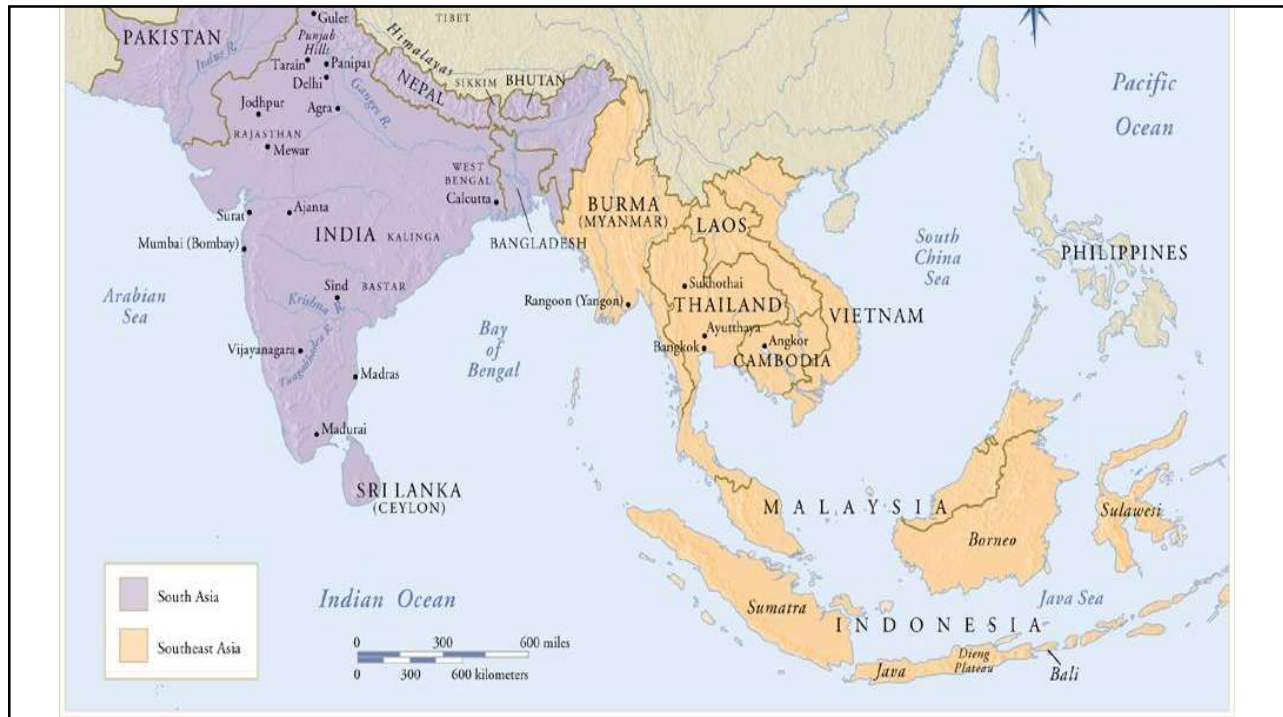 TIBET
Guler
PAKISTAN
Punjab
Hills
Himalayas
Indus R.
Tarain
Panipat
SIKKIM
BHUTAN
Delhi
NEPAL
Pacific
Ocean
Jodhpur
Agra
Ganges R.
RAJASTHAN
Mewar
WEST
BENGAL
Calcutta
BURMA
(MYANMAR)
LAOS
Surat
Ajanta
INDIA
KALINGA
BANGLADESH
South
China
Sea
PHILIPPINES
Mumbai (Bombay)
Arabian
Sea
Sind
BASTAR
Krishna R.
Rangoon (Yangon)
Sukhothai
THAILAND
VIETNAM
Bay
of
Bengal
Ayutthaya
Bangkok
Angkor
CAMBODIA
Vijayanagara
Tungabhadra R.
Madras
Madurai
SRI LANKA
(CEYLON)
MALAYSIA
Borneo
Sulawesi
South Asia
Southeast Asia
Indian Ocean
0 300 600 miles
0 300 600 kilometers
Sumatra
Java Sea
INDONESIA
Java
Dieng
Plateau
Bali